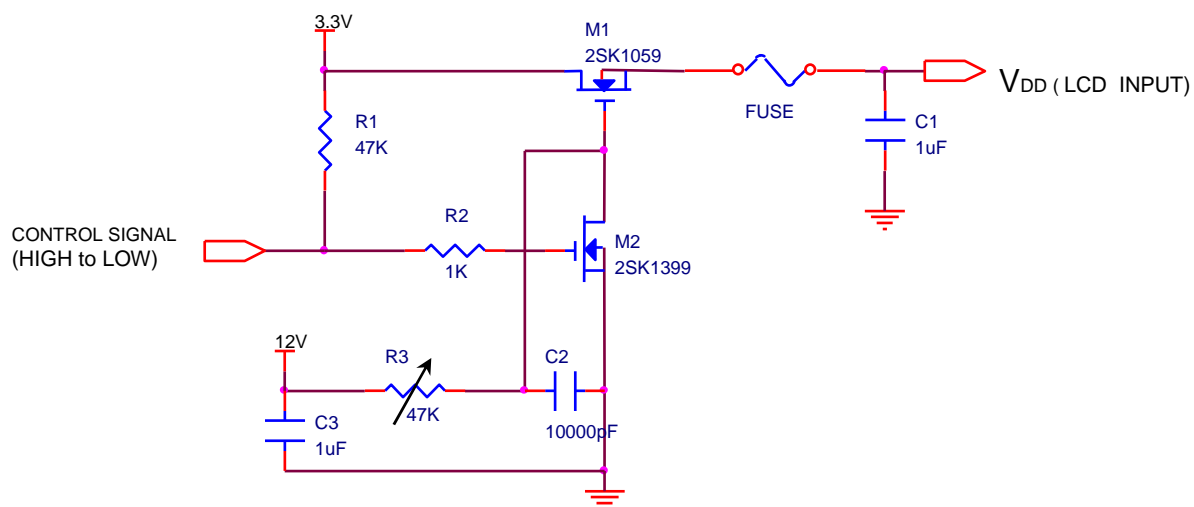 3.3V
M1
2SK1059
FUSE
VDD ( LCD INPUT)
R1
47K
C1
1uF
CONTROL SIGNAL
(HIGH to LOW)
R2
1K
M2
2SK1399
12V
R3
47K
C2
10000pF
C3
1uF